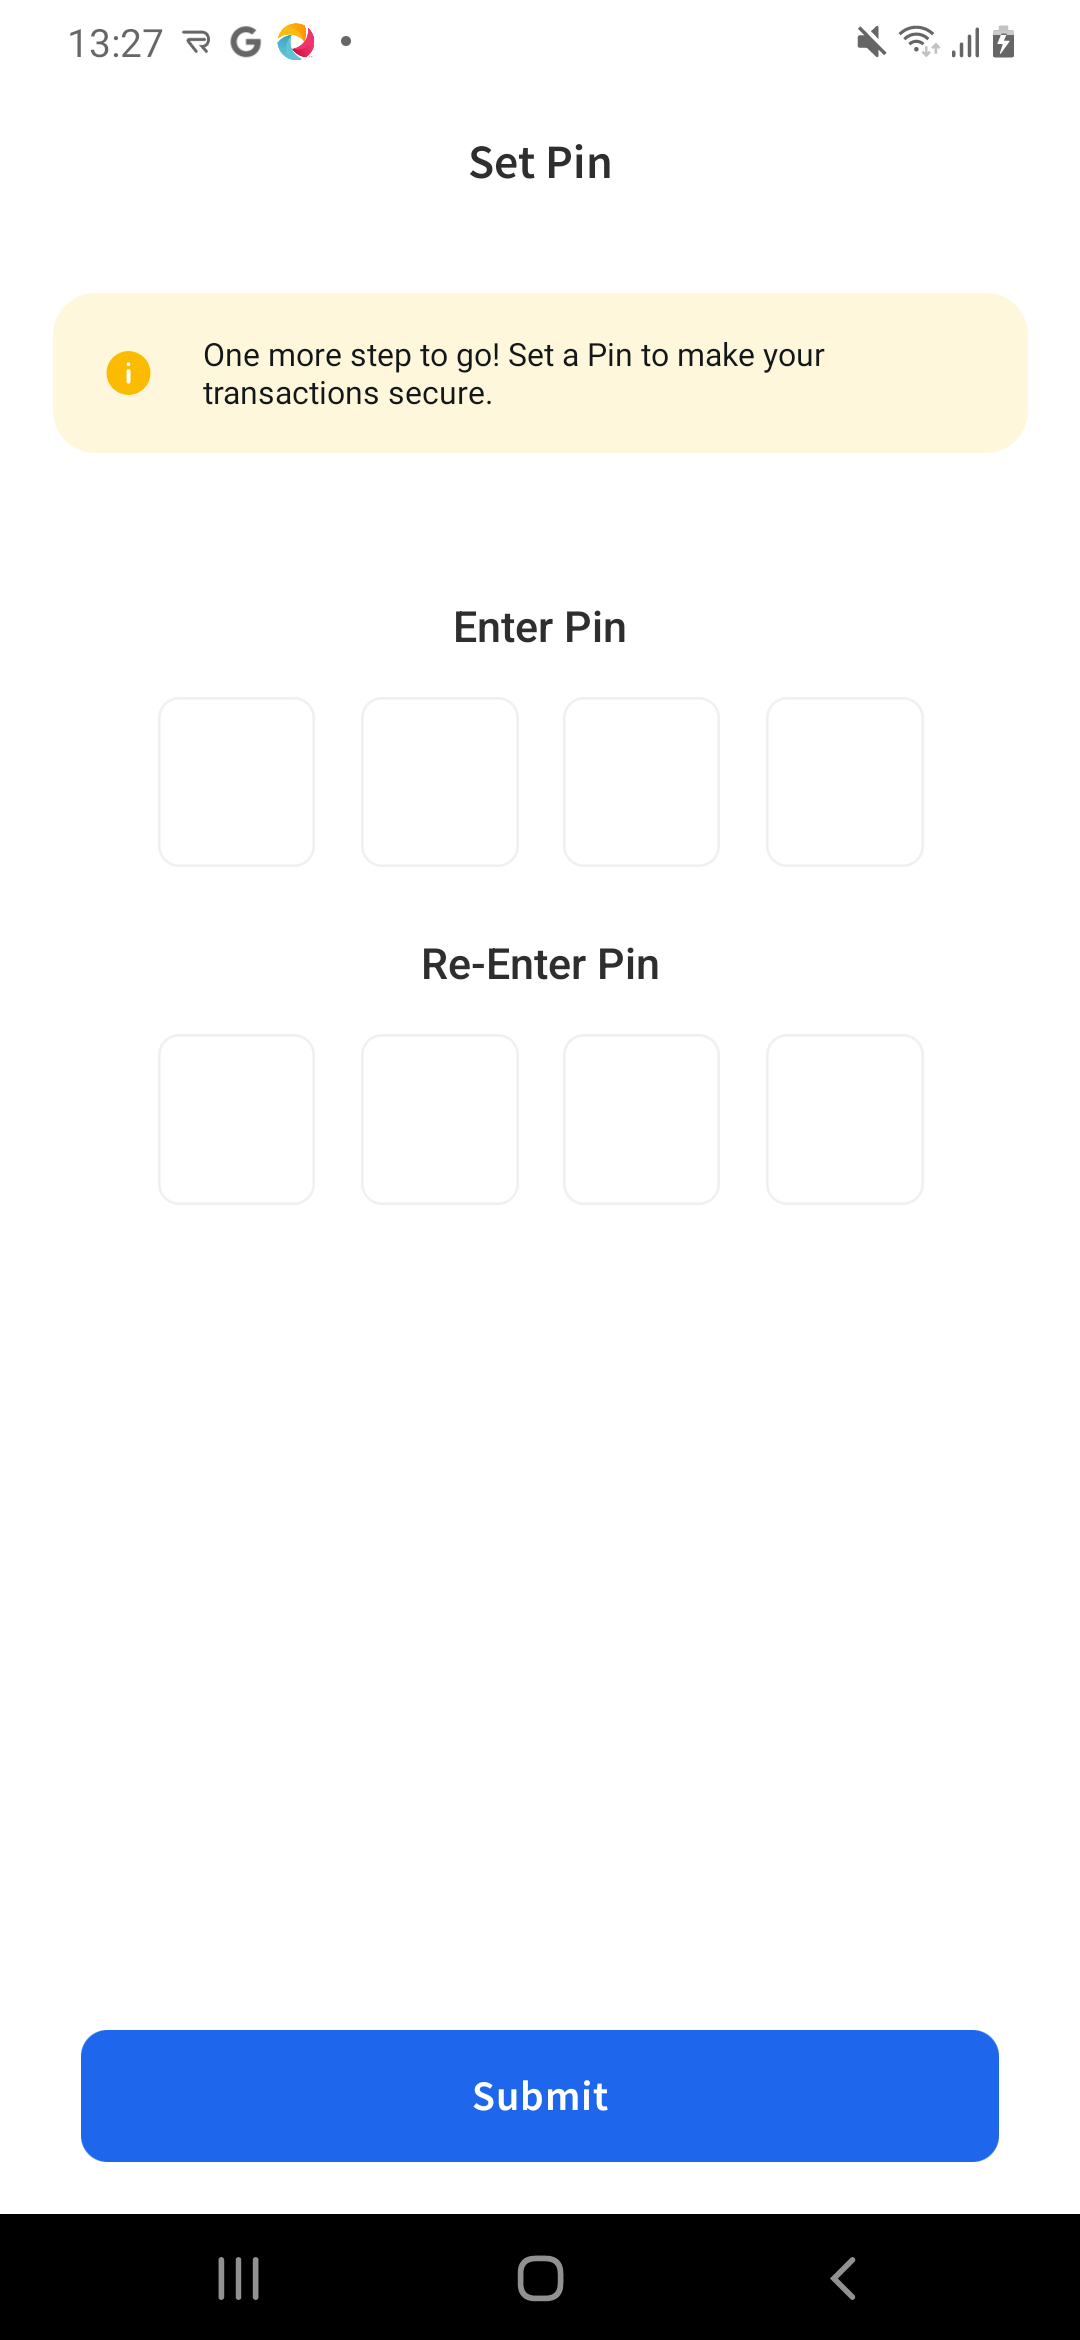 13:27
Set Pin
One more step to go! Set a Pin to make your
transactions secure.
Enter Pin
Re-Enter Pin
Submit